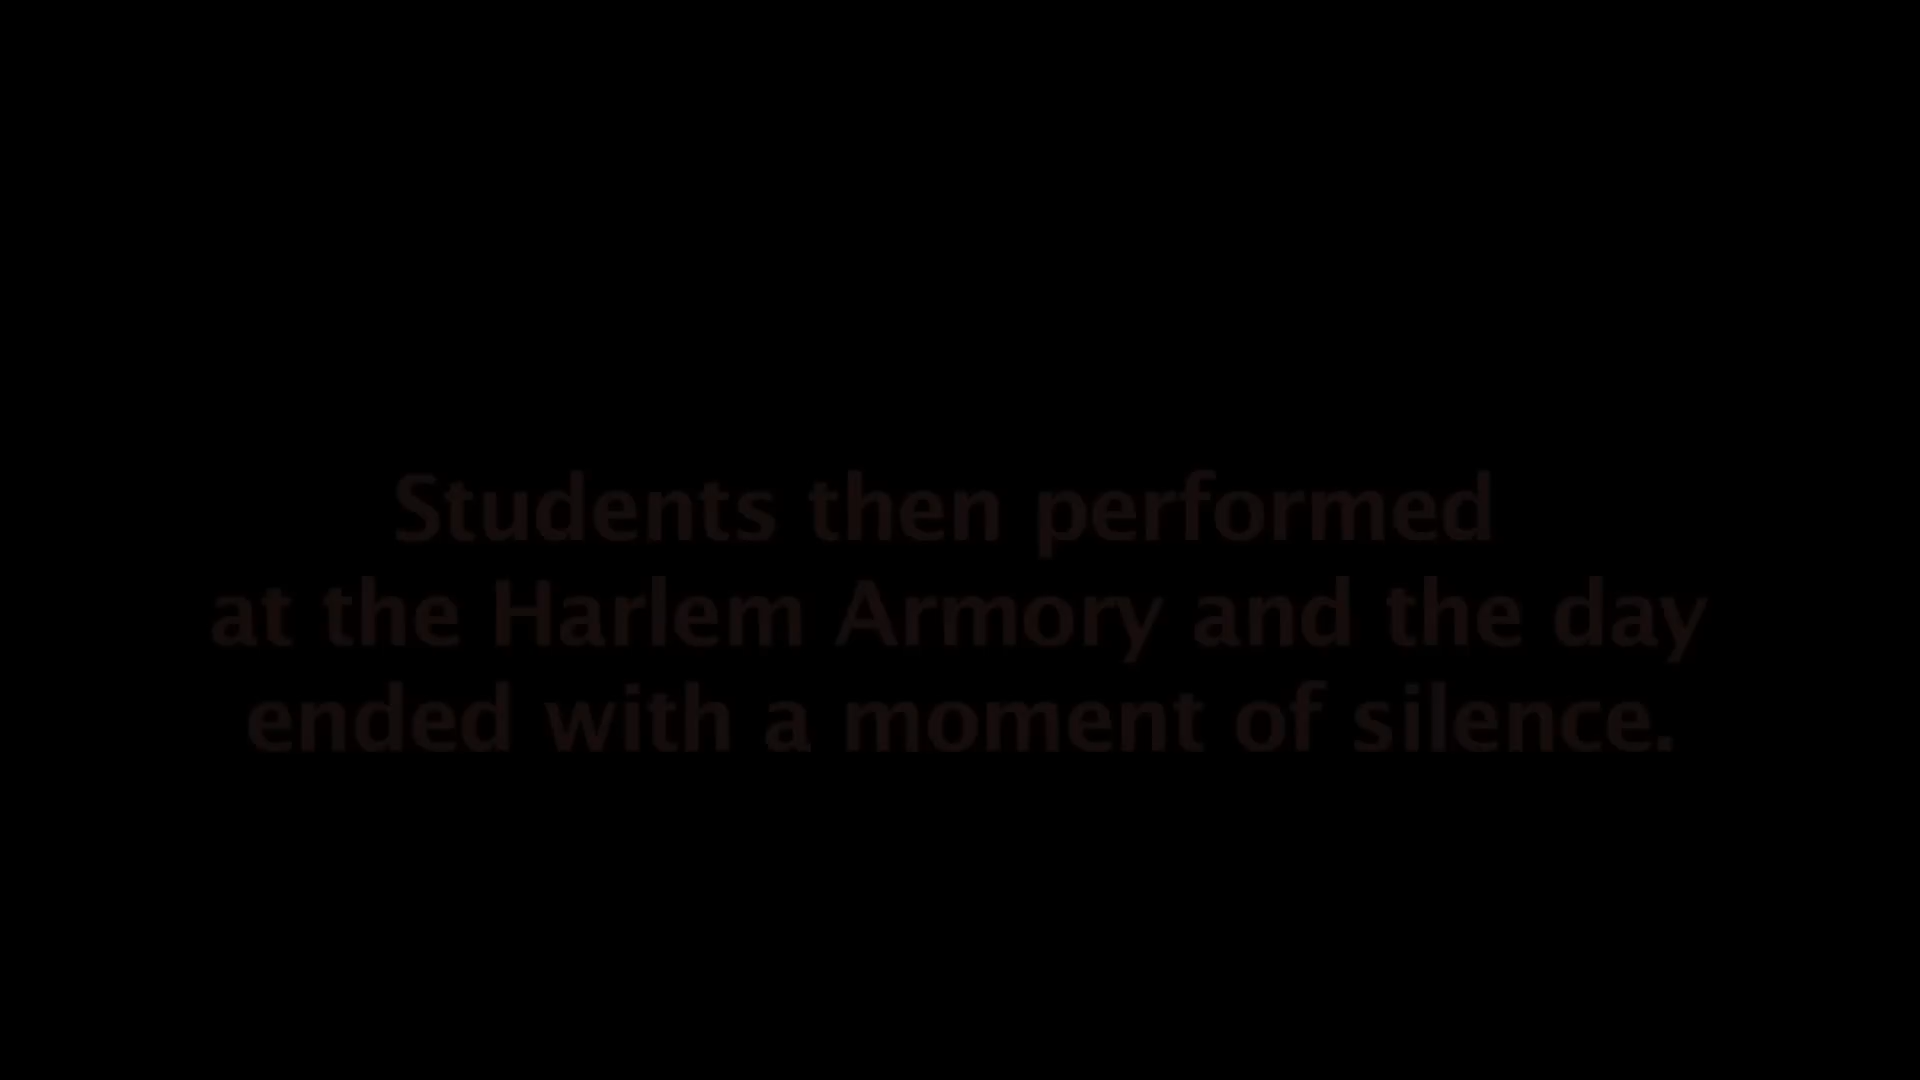 Students then performed
at the Harlem Armory and the day
ended with a moment of silence.